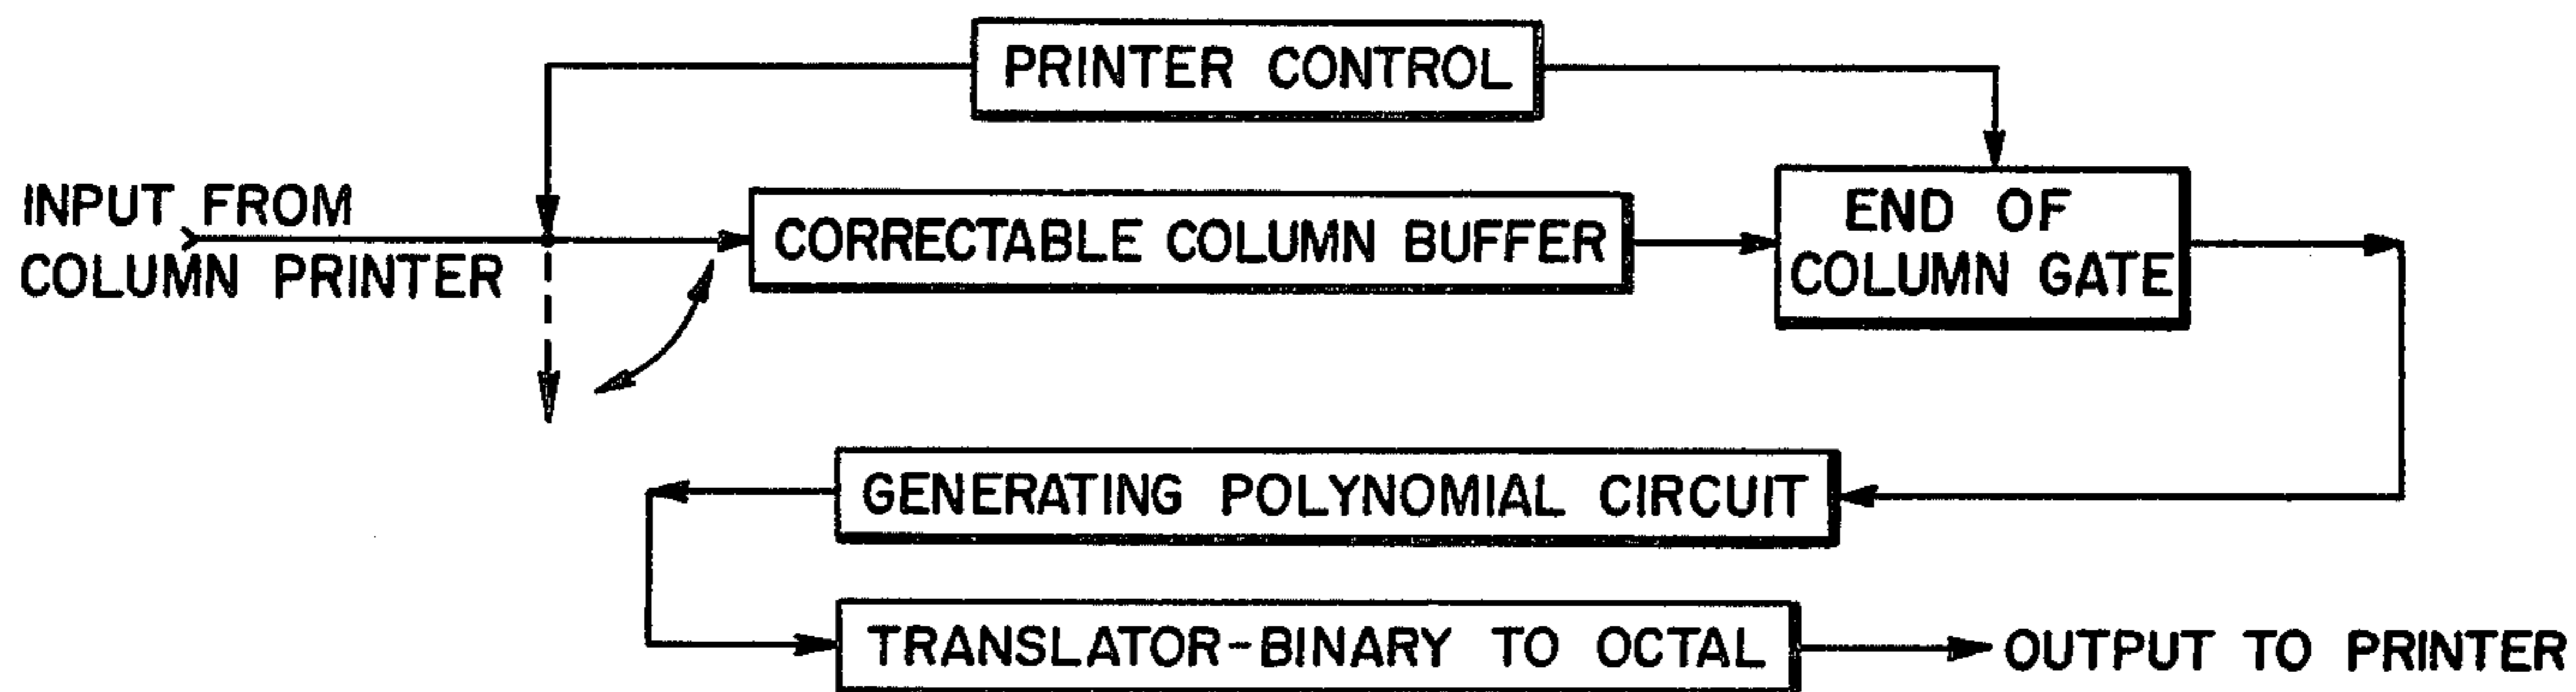 PRINTER CONTROL
INPUT FROM
COLUMN PRINTER
CORRECTABLE COLUMN BUFFER
END OF
COLUMN GATE
GENERATING POLYNOMIAL CIRCUIT
TRANSLATOR-BINARY TO OCTAL
OUTPUT TO PRINTER